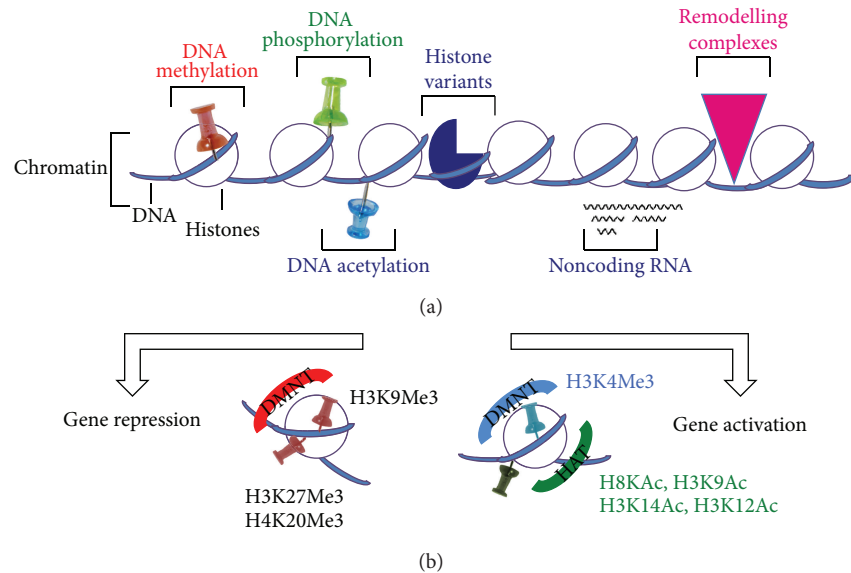 DNA
methylation
DNA
phosphorylation
Histone
variants
Remodelling
complexes
Chromatin
DNA
Histones
DNA acetylation
Noncoding RNA
(a)
Gene repression
DMNT
H3K9Me3
H3K27Me3
H4K20Me3
DMNT
H3K4Me3
HAT
Gene activation
H8KAc, H3K9Ac
H3K14Ac, H3K12Ac
(b)